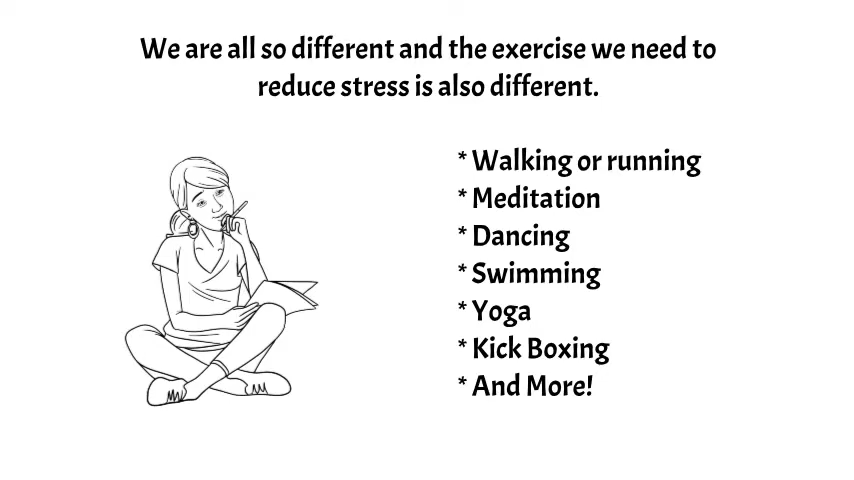 We are all so different and the exercise we need to
reduce stress is also different.
* Walking or running
* Meditation
* Dancing
* Swimming
* Yoga
* Kick Boxing
* And More!